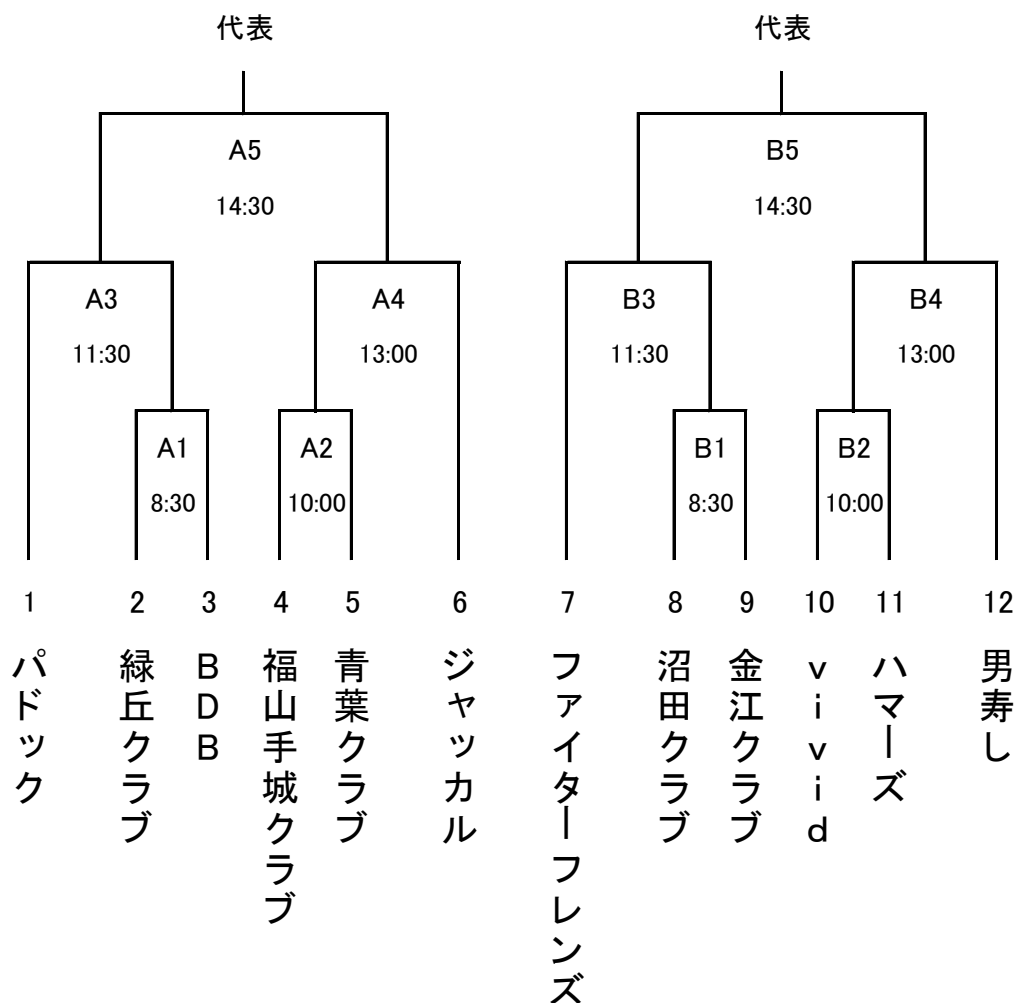 代表 代表
A5 B5
14:30 14:30
A3 A4 B3 B4
11:30 13:00 11:30 13:00
A1 A2 B1 B2
8:30 10:00 8:30 10:00
1 2 3 4 5 6 7 8 9 10 11 12
パドック
緑丘クラブ
BDB
福山手城クラブ
青葉クラブ
ジャッカル
ファイターフレンズ
沼田クラブ
金江クラブ
vivid
ハマーズ
男寿し